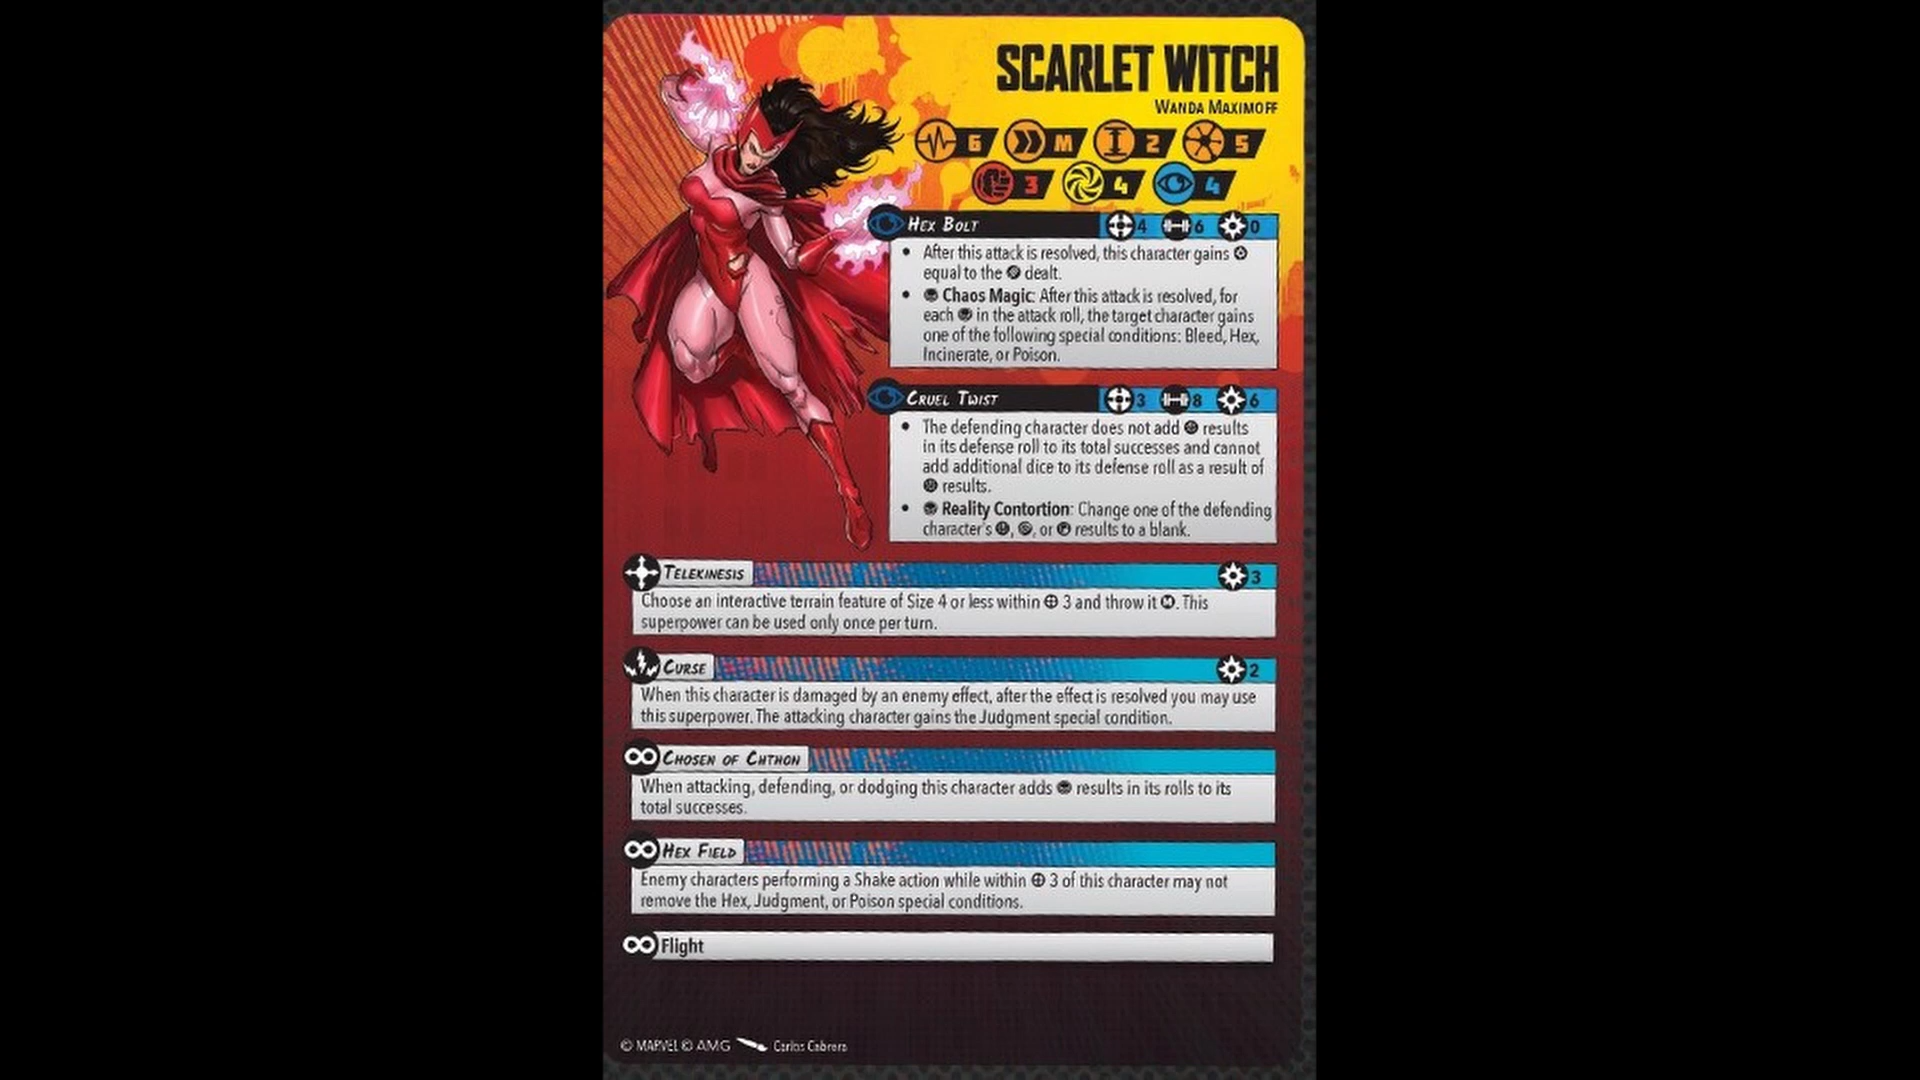 SCARLET WITCH
WANDA MAXIMOFF
6 M 2 5
3 4 4
HEX BOLT 4 6 0
• After this attack is resolved, this character gains
equal to the dealt.
• Chaos Magic: After this attack is resolved, for
each in the attack roll, the target character gains
one of the following special conditions: Bleed, Hex,
Incinerate, or Poison.
CRUEL TWIST 3 8 6
• The defending character does not add results
in its defense roll to its total successes and cannot
add additional dice to its defense roll as a result of
results.
• Reality Contortion: Change one of the defending
character's , , or results to a blank.
TELEKINESIS 3
Choose an interactive terrain feature of Size 4 or less within 3 and throw it M. This
superpower can be used only once per turn.
CURSE 2
When this character is damaged by an enemy effect, after the effect is resolved you may use
this superpower. The attacking character gains the Judgment special condition.
CHOSEN OF CHTHON
When attacking, defending, or dodging this character adds results in its rolls to its
total successes.
HEX FIELD
Enemy characters performing a Shake action while within 3 of this character may not
remove the Hex, Judgment, or Poison special conditions.
Flight
© MARVEL © AMG Carlos Cabrera